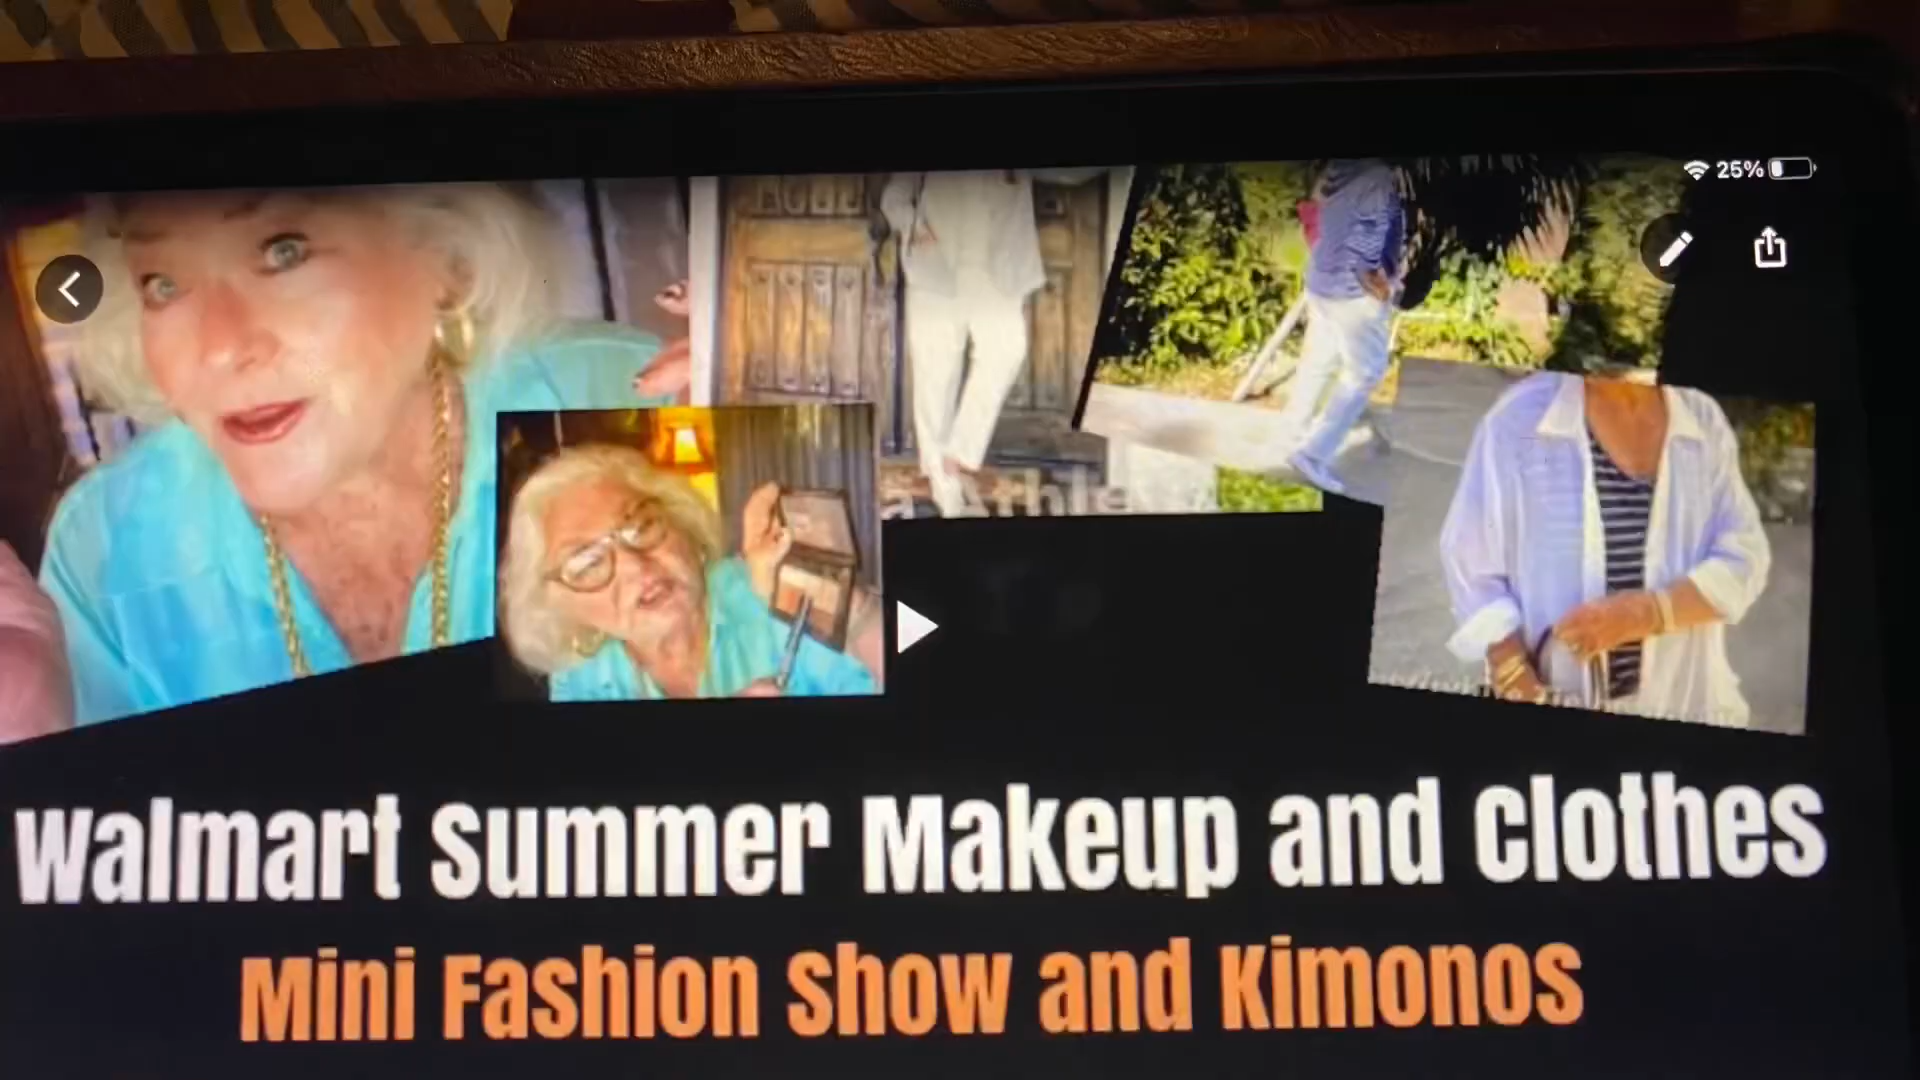 25%
Walmart Summer Makeup and Clothes
Mini Fashion Show and Kimonos